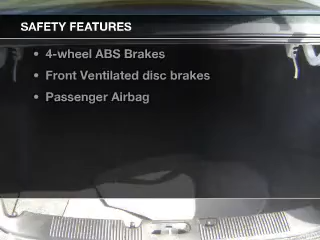 SAFETY FEATURES
• 4-wheel ABS Brakes
• Front Ventilated disc brakes
• Passenger Airbag